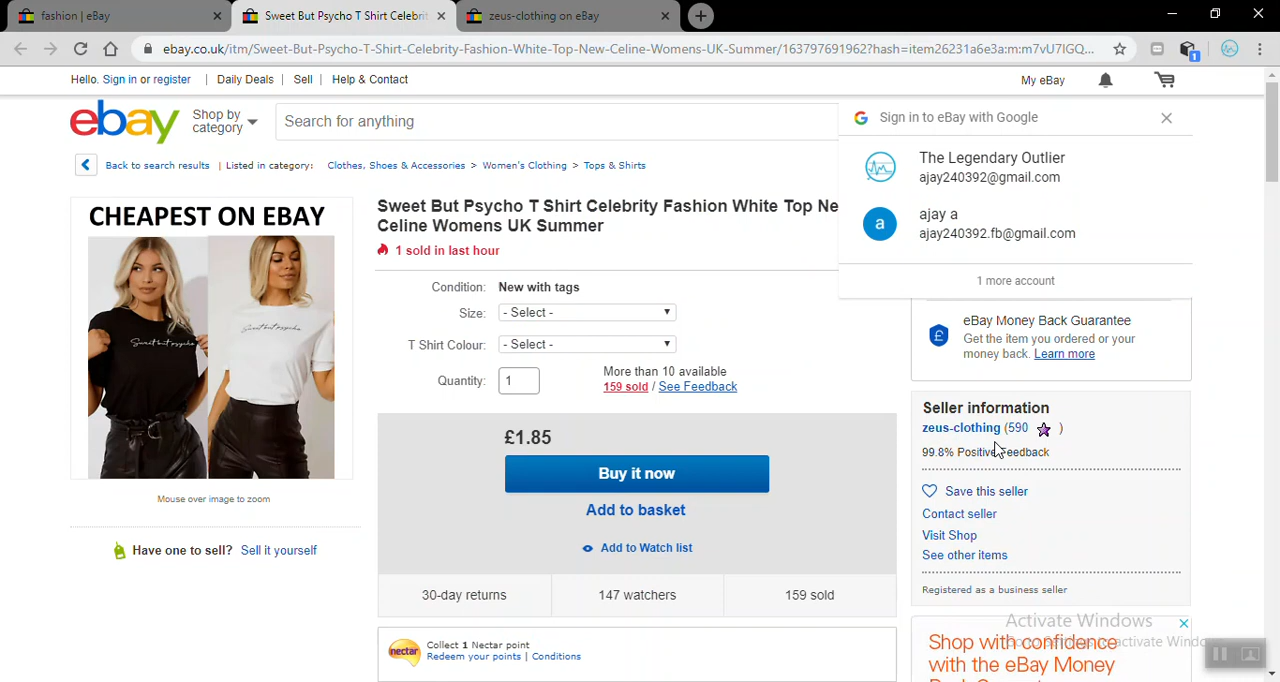 fashion | eBay
Sweet But Psycho T Shirt Celebrit
zeus-clothing on eBay
ebay.co.uk/itm/Sweet-But-Psycho-T-Shirt-Celebrity-Fashion-White-Top-New-Celine-Womens-UK-Summer/163797691962?hash=item26231a6e3a:m:m7vU7IGQ...
Hello. Sign in or register | Daily Deals | Sell | Help & Contact
My eBay
ebay
Shop by category
Search for anything
Sign in to eBay with Google
The Legendary Outlier
ajay240392@gmail.com
a
ajay a
ajay240392.fb@gmail.com
1 more account
Back to search results | Listed in category: Clothes, Shoes & Accessories > Women's Clothing > Tops & Shirts
CHEAPEST ON EBAY
Sweet but psycho
Sweet but psycho
Mouse over image to zoom
Have one to sell? Sell it yourself
Sweet But Psycho T Shirt Celebrity Fashion White Top Ne
Celine Womens UK Summer
1 sold in last hour
Condition: New with tags
Size: - Select -
T Shirt Colour: - Select -
Quantity: 1
More than 10 available
159 sold / See Feedback
£1.85
Buy it now
Add to basket
Add to Watch list
30-day returns
147 watchers
159 sold
nectar
Collect 1 Nectar point
Redeem your points | Conditions
eBay Money Back Guarantee
Get the item you ordered or your
money back. Learn more
Seller information
zeus-clothing (590 )
99.8% Positive Feedback
Save this seller
Contact seller
Visit Shop
See other items
Registered as a business seller
Activate Windows
activate Windo
Shop with confidence
with the eBay Money